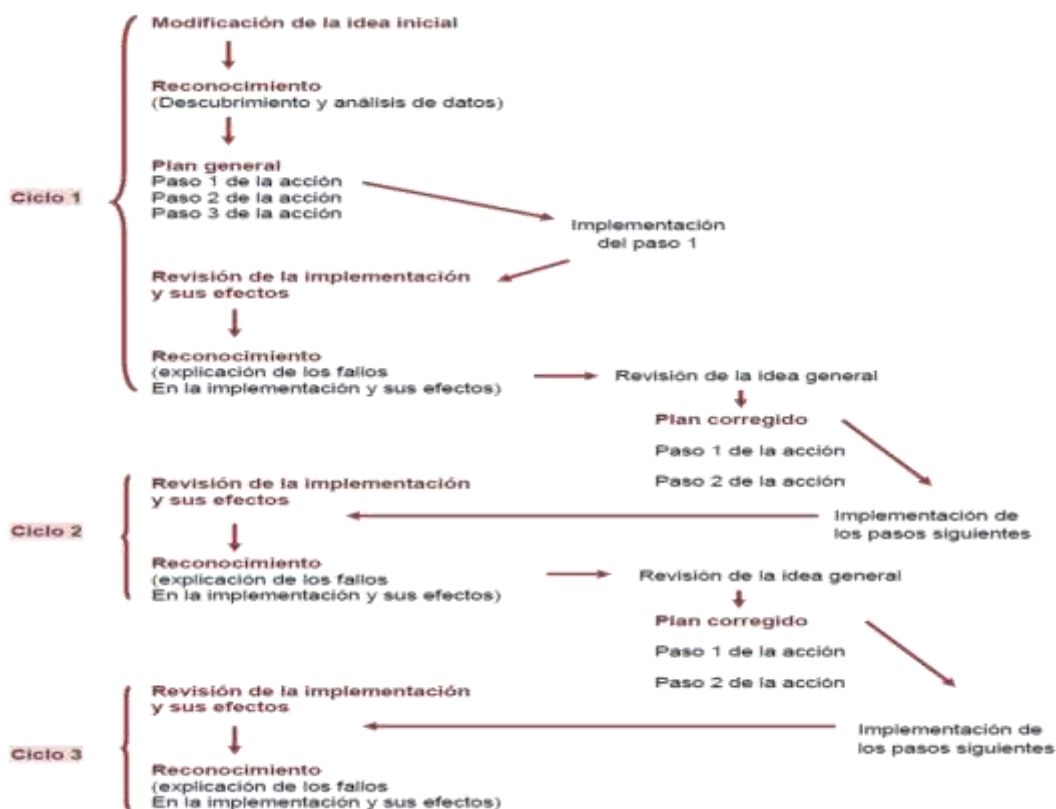 Modificación de la idea inicial
Reconocimiento
(Descubrimiento y análisis de datos)
Plan general
Paso 1 de la acción
Paso 2 de la acción
Paso 3 de la acción
Ciclo 1
Implementación
del paso 1
Revisión de la implementación
y sus efectos
Reconocimiento
(explicación de los fallos
En la implementación y sus efectos)
Revisión de la idea general
Plan corregido
Paso 1 de la acción
Paso 2 de la acción
Implementación de
los pasos siguientes
Ciclo 2
Revisión de la implementación
y sus efectos
Reconocimiento
(explicación de los fallos
En la implementación y sus efectos)
Revisión de la idea general
Plan corregido
Paso 1 de la acción
Paso 2 de la acción
Implementación de
los pasos siguientes
Ciclo 3
Revisión de la implementación
y sus efectos
Reconocimiento
(explicación de los fallos
En la implementación y sus efectos)